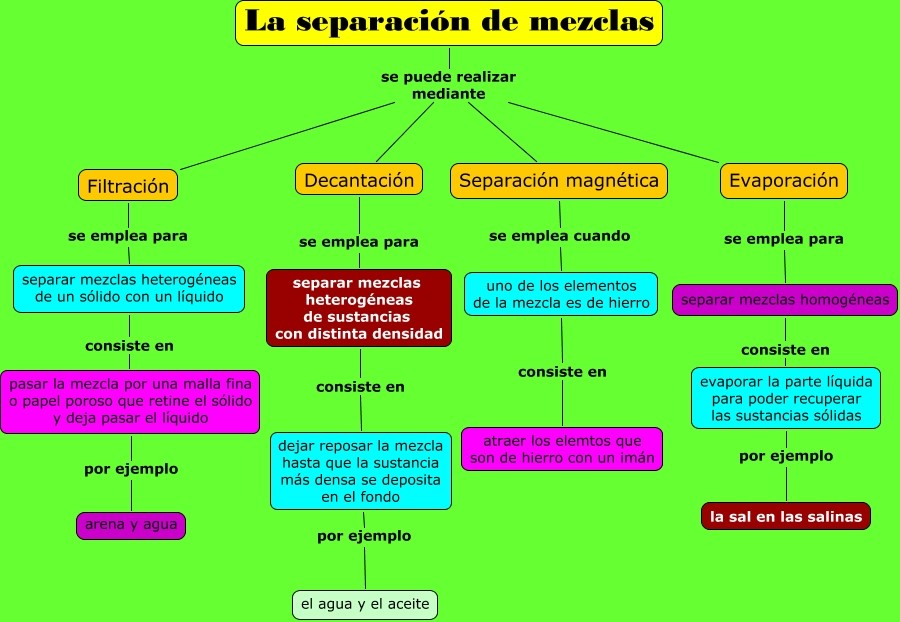 La separación de mezclas
se puede realizar
mediante
Filtración
se emplea para
separar mezclas heterogéneas
de un sólido con un líquido
consiste en
pasar la mezcla por una malla fina
o papel poroso que retine el sólido
y deja pasar el líquido
por ejemplo
arena y agua
Decantación
se emplea para
separar mezclas
heterogéneas
de sustancias
con distinta densidad
consiste en
dejar reposar la mezcla
hasta que la sustancia
más densa se deposita
en el fondo
por ejemplo
el agua y el aceite
Separación magnética
se emplea cuando
uno de los elementos
de la mezcla es de hierro
consiste en
atraer los elemtos que
son de hierro con un imán
Evaporación
se emplea para
separar mezclas homogéneas
consiste en
evaporar la parte líquida
para poder recuperar
las sustancias sólidas
por ejemplo
la sal en las salinas